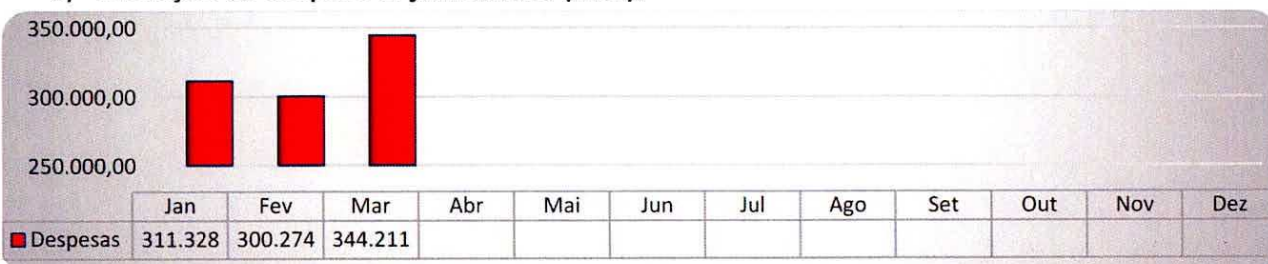 350.000,00
300.000,00
250.000,00
Jan Fev Mar Abr Mai Jun Jul Ago Set Out Nov Dez
Despesas 311.328 300.274 344.211